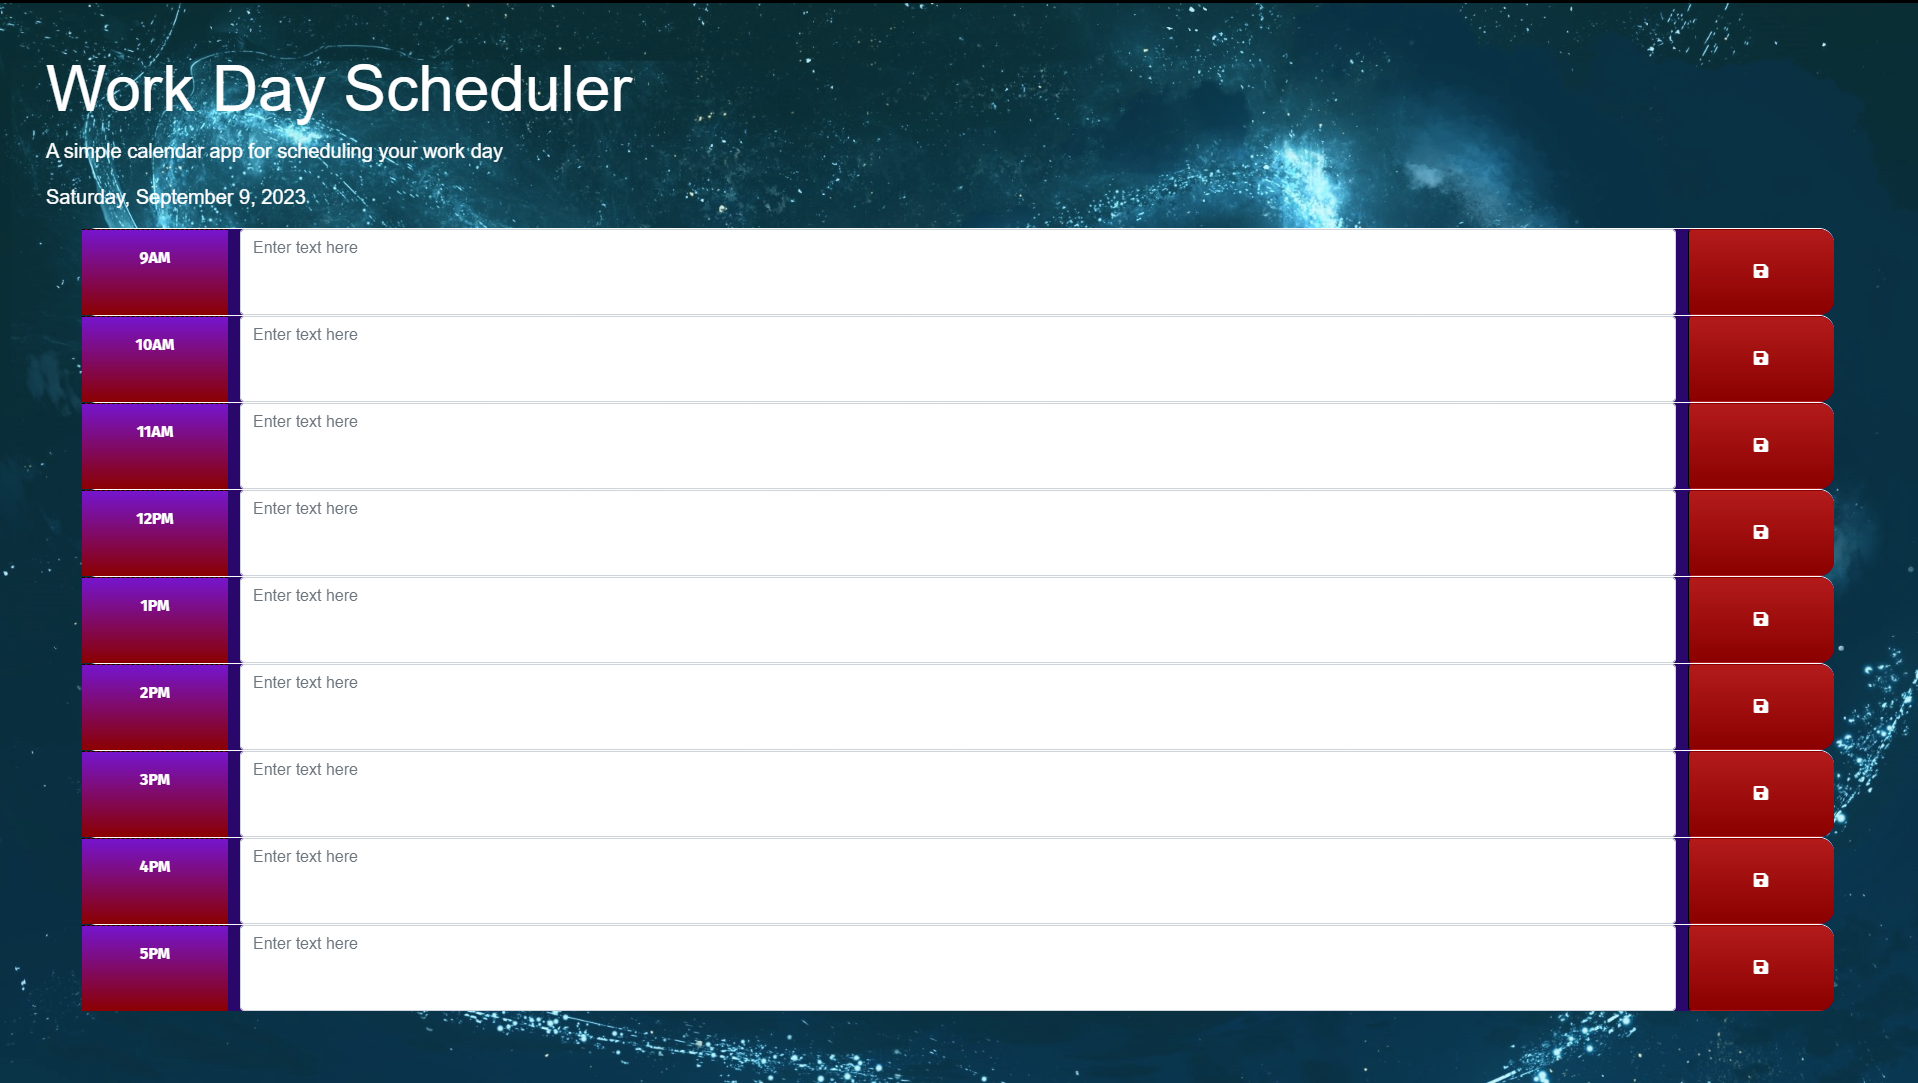 Work Day Scheduler
A simple calendar app for scheduling your work day
Saturday, September 9, 2023
9AM Enter text here
10AM Enter text here
11AM Enter text here
12PM Enter text here
1PM Enter text here
2PM Enter text here
3PM Enter text here
4PM Enter text here
5PM Enter text here